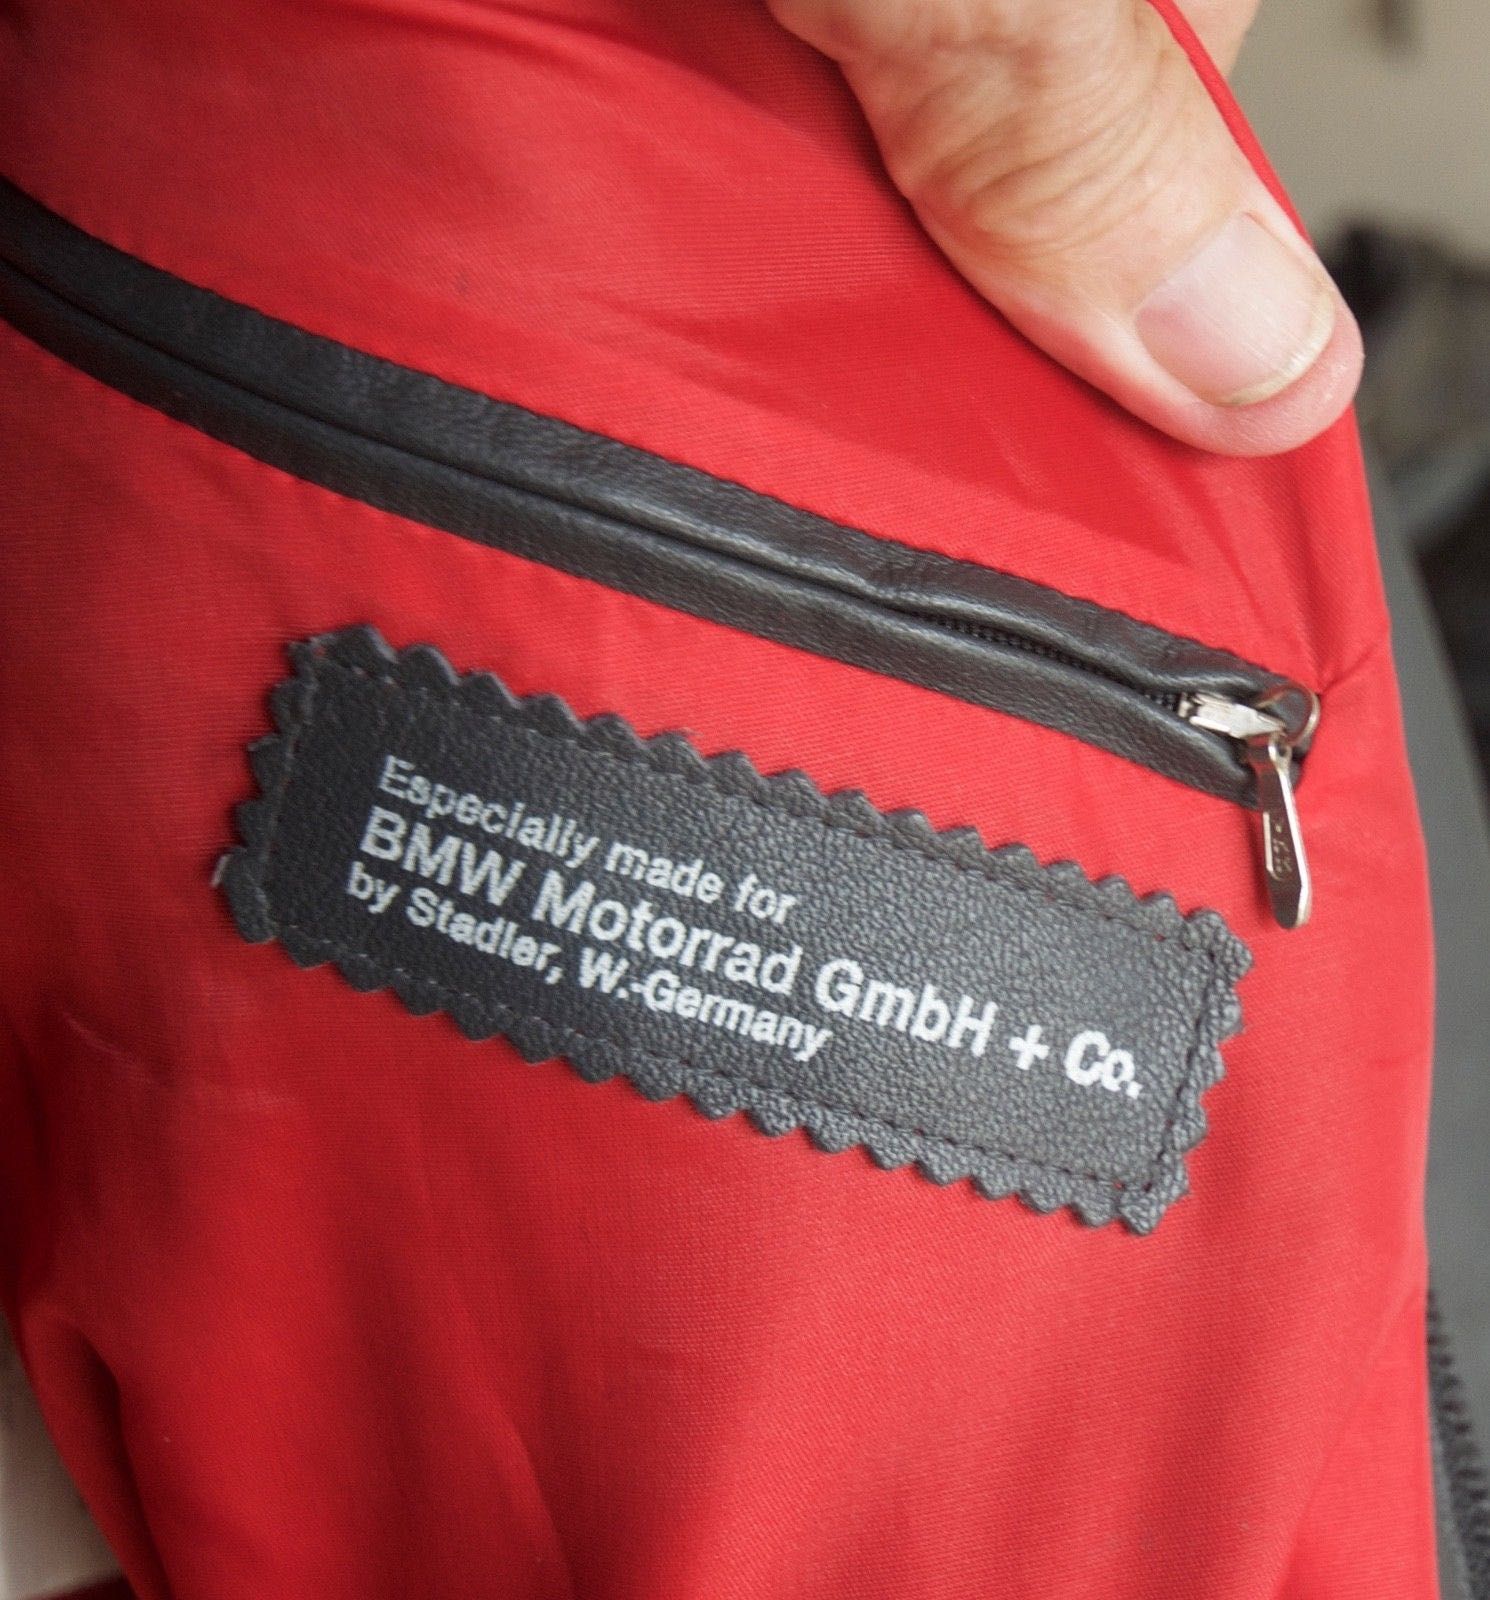 Especially made for
BMW Motorrad GmbH + Co.
by Stadler, W.-Germany